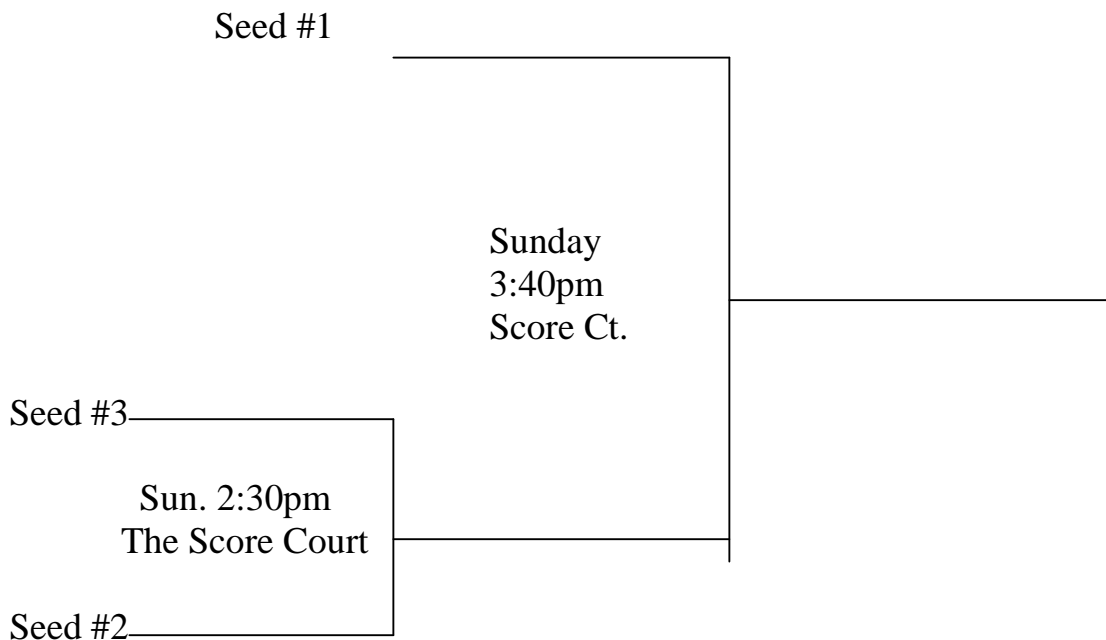 Seed #1
Sunday
3:40pm
Score Ct.
Seed #3
Sun. 2:30pm
The Score Court
Seed #2